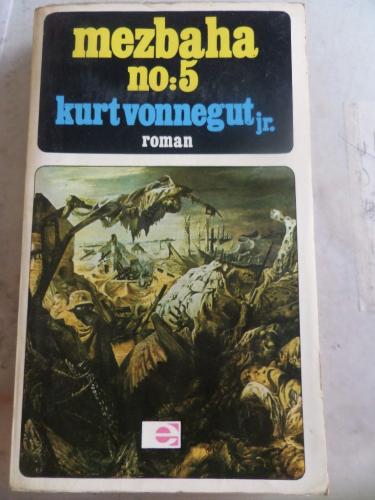 mezbaha
no:5
kurt vonnegut jr.
roman
e